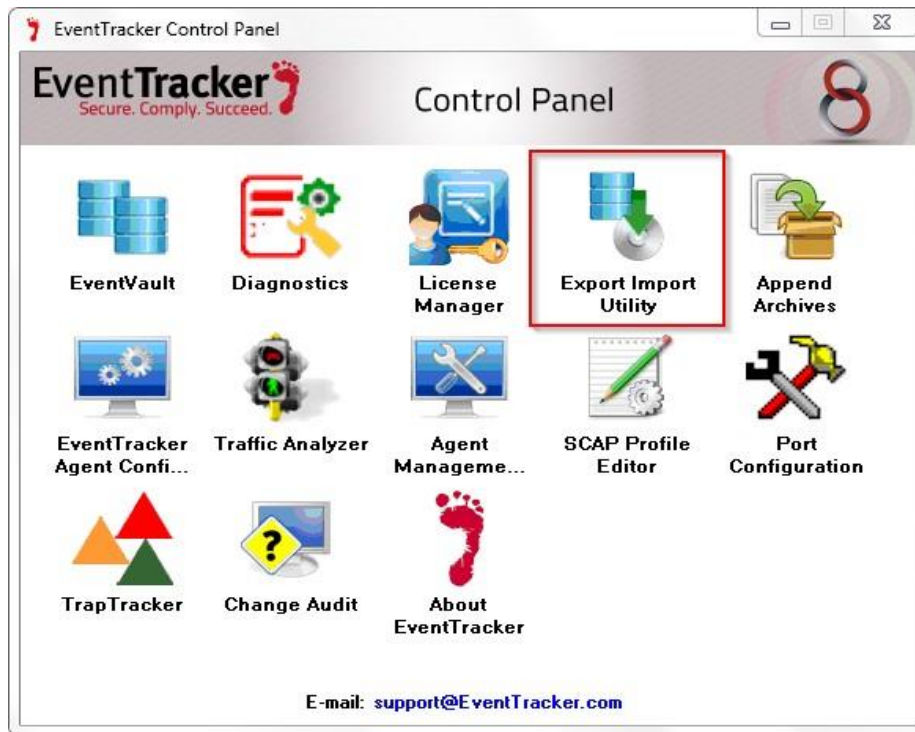 EventTracker Control Panel
EventTracker
Secure. Comply. Succeed.
Control Panel
8
EventVault
Diagnostics
License
Manager
Export Import
Utility
Append
Archives
EventTracker
Agent Confi...
Traffic Analyzer
Agent
Manageme...
SCAP Profile
Editor
Port
Configuration
TrapTracker
?
Change Audit
About
EventTracker
E-mail: support@EventTracker.com